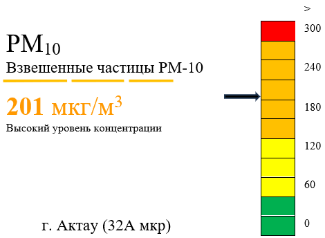 >
PM10
300
Взвешенные частицы РМ-10
240
201 мкг/м³
180
Высокий уровень концентрации
120
60
г. Актау (32А мкр)
0